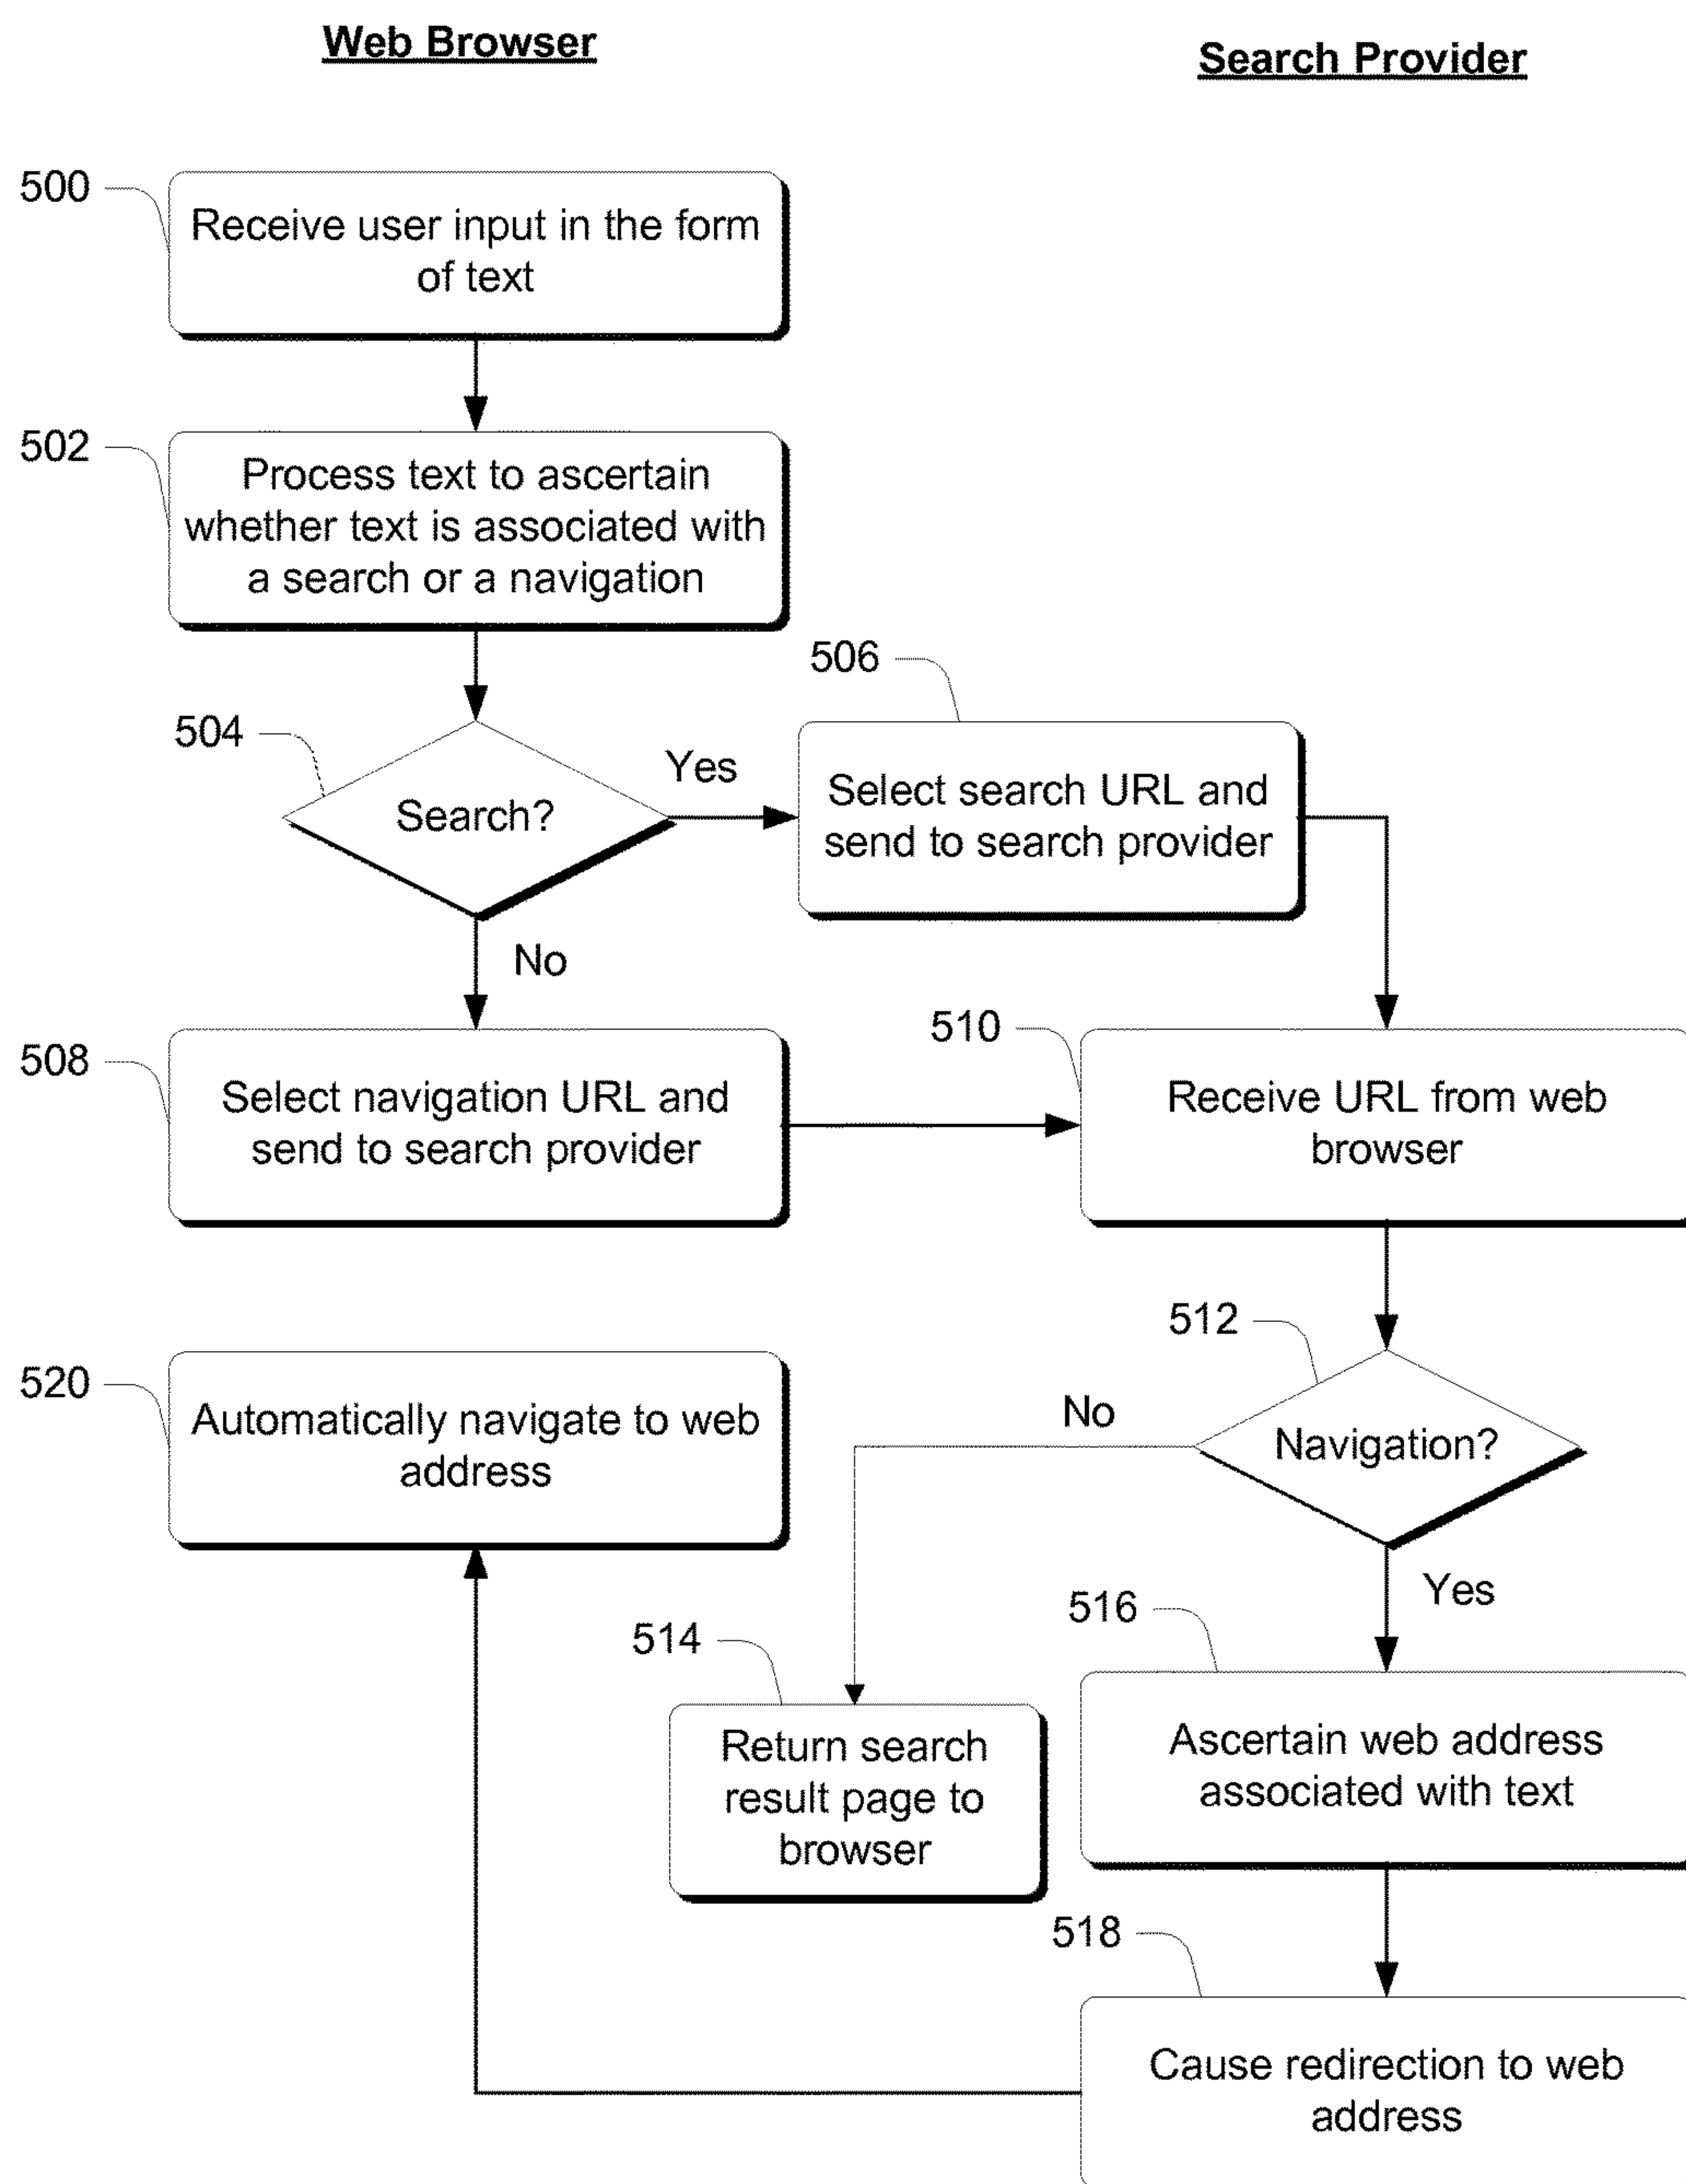 Web Browser
Search Provider
500
Receive user input in the form
of text
502
Process text to ascertain
whether text is associated with
a search or a navigation
504
Search?
Yes
506
Select search URL and
send to search provider
No
508
Select navigation URL and
send to search provider
510
Receive URL from web
browser
512
Navigation?
No
Yes
514
Return search
result page to
browser
516
Ascertain web address
associated with text
518
Cause redirection to web
address
520
Automatically navigate to web
address